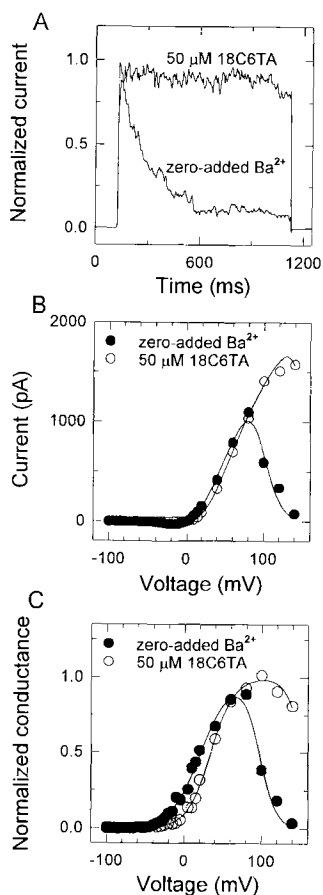 A
50 μM 18C6TA
zero-added Ba²⁺
Normalized current
1.0
0.5
0.0
0
600
1200
Time (ms)
B
zero-added Ba²⁺
50 μM 18C6TA
Current (pA)
2000
1000
0
-100
0
100
Voltage (mV)
C
zero-added Ba²⁺
50 μM 18C6TA
Normalized conductance
1.0
0.5
0.0
-100
0
100
Voltage (mV)